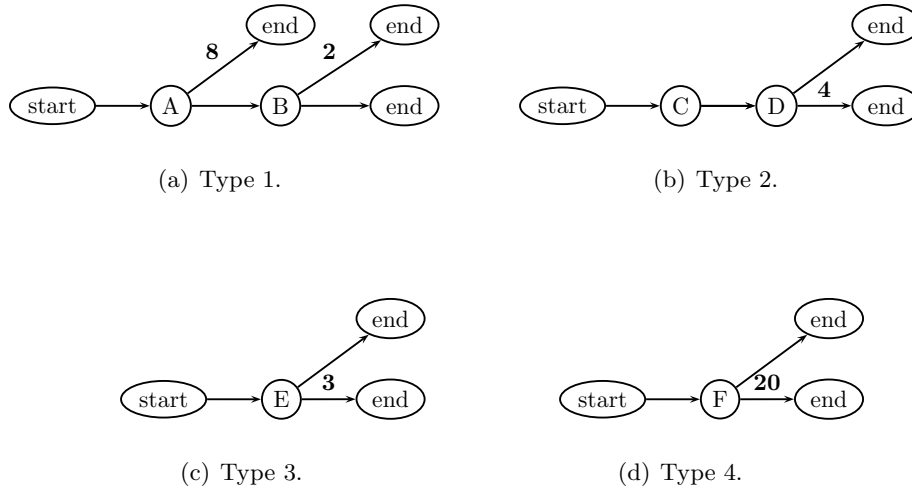 end end
8 2
start A B end
(a) Type 1.
end
start C D 4 end
(b) Type 2.
end
start E 3 end
(c) Type 3.
end
start F 20 end
(d) Type 4.